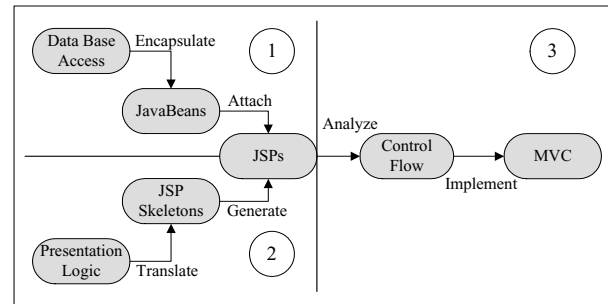 Data Base
Access
Encapsulate
1
JavaBeans
Attach
JSPs
JSP
Skeletons
Generate
Presentation
Logic
Translate
2
3
Analyze
Control
Flow
Implement
MVC